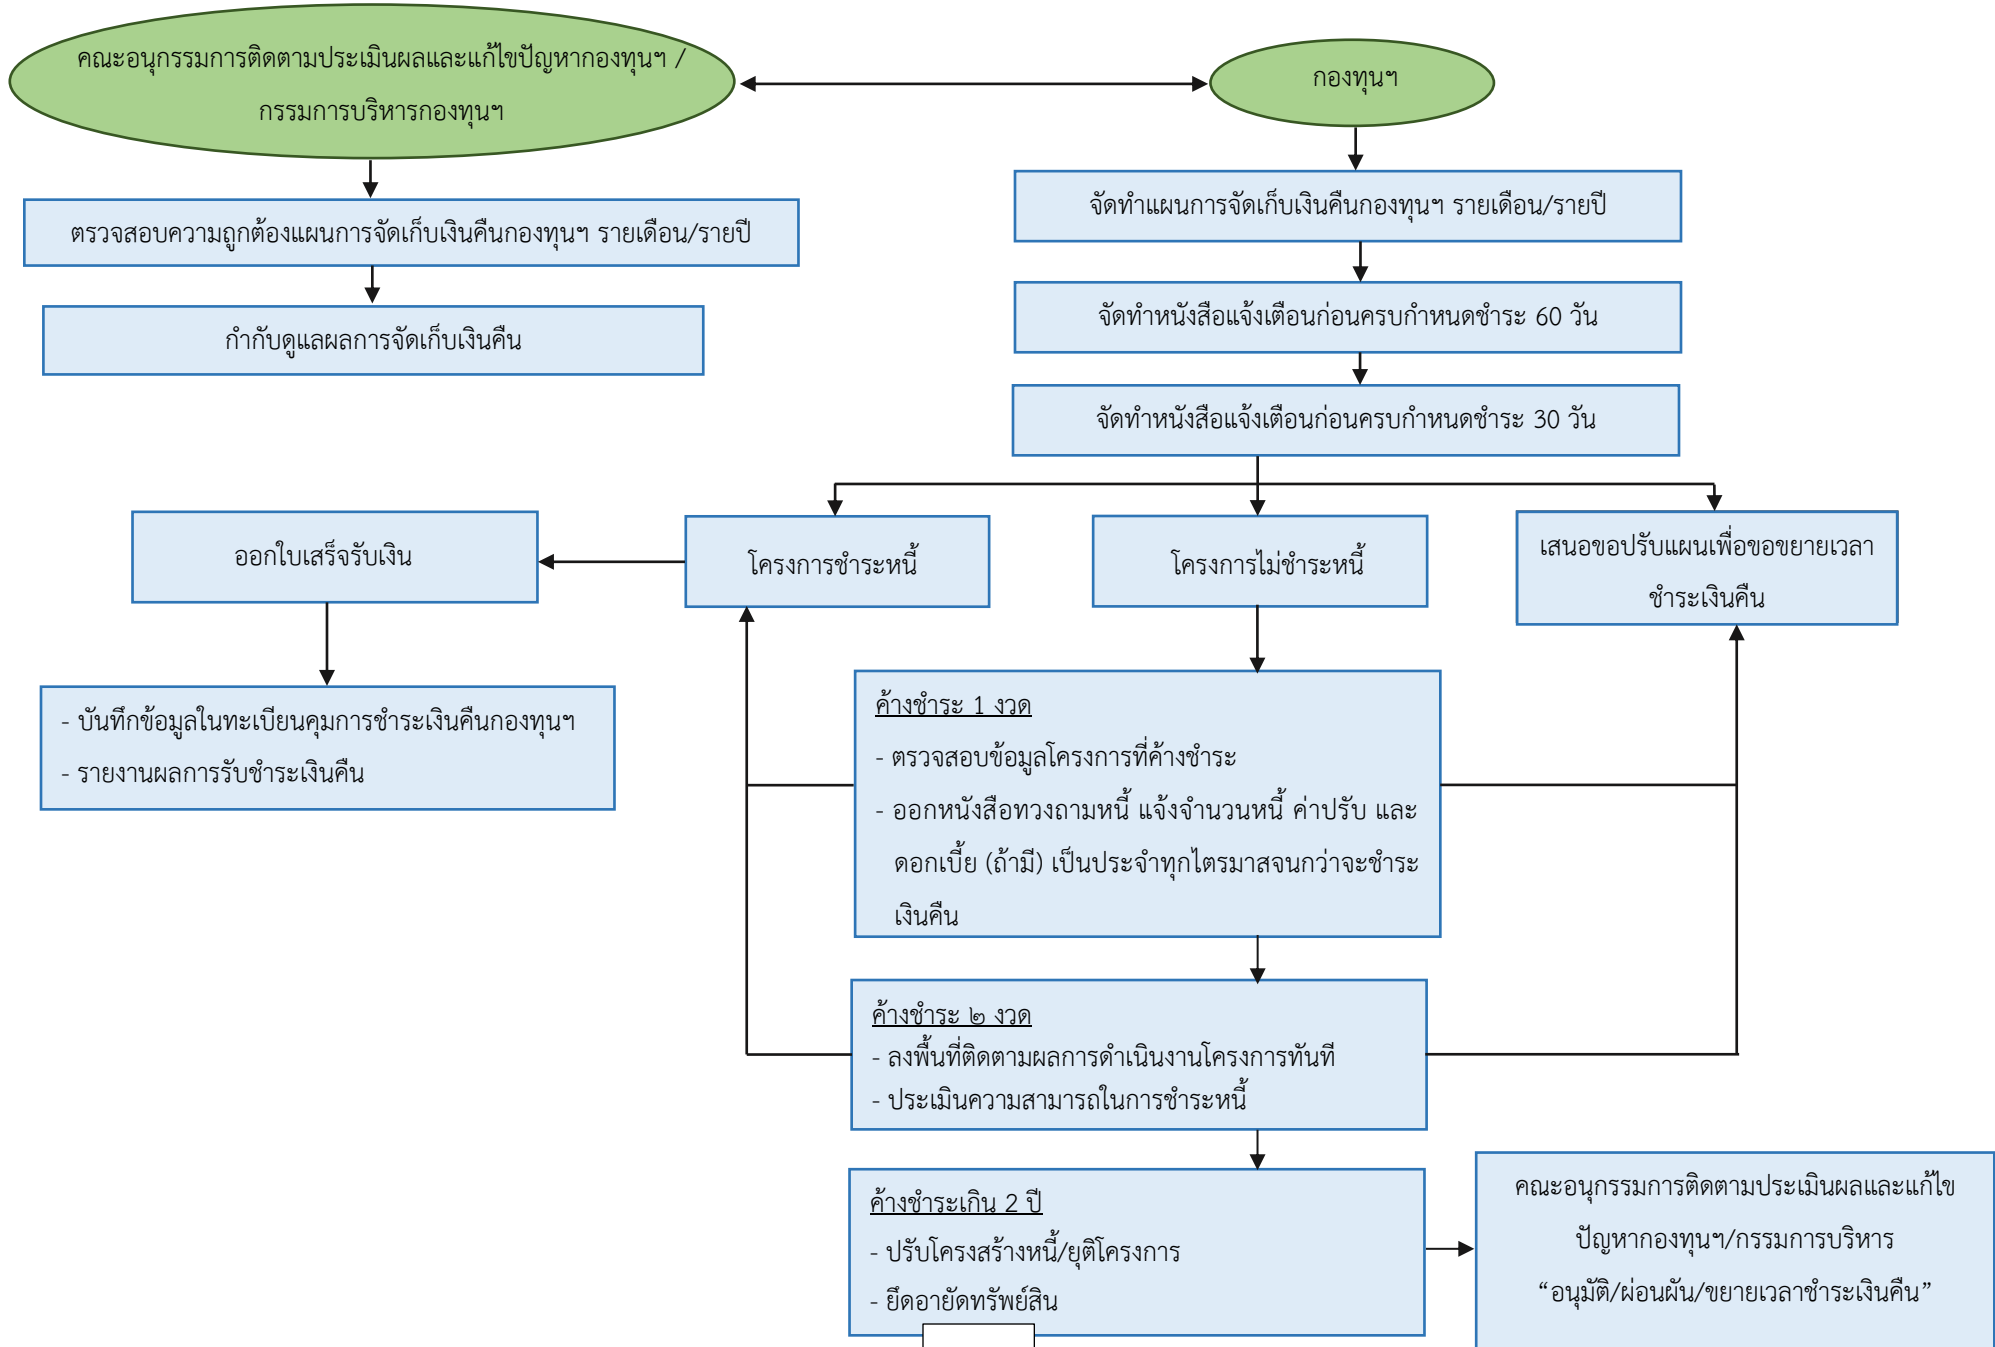 คณะอนุกรรมการติดตามประเมินผลและแก้ไขปัญหากองทุนฯ /
กรรมการบริหารกองทุนฯ
กองทุนฯ
ตรวจสอบความถูกต้องแผนการจัดเก็บเงินคืนกองทุนฯ รายเดือน/รายปี
กำกับดูแลผลการจัดเก็บเงินคืน
จัดทำแผนการจัดเก็บเงินคืนกองทุนฯ รายเดือน/รายปี
จัดทำหนังสือแจ้งเตือนก่อนครบกำหนดชำระ 60 วัน
จัดทำหนังสือแจ้งเตือนก่อนครบกำหนดชำระ 30 วัน
ออกใบเสร็จรับเงิน
โครงการชำระหนี้
โครงการไม่ชำระหนี้
เสนอขอปรับแผนเพื่อขอขยายเวลา
ชำระเงินคืน
- บันทึกข้อมูลในทะเบียนคุมการชำระเงินคืนกองทุนฯ
- รายงานผลการรับชำระเงินคืน
ค้างชำระ 1 งวด
- ตรวจสอบข้อมูลโครงการที่ค้างชำระ
- ออกหนังสือทวงถามหนี้ แจ้งจำนวนหนี้ ค่าปรับ และ
ดอกเบี้ย (ถ้ามี) เป็นประจำทุกไตรมาสจนกว่าจะชำระ
เงินคืน
ค้างชำระ ๒ งวด
- ลงพื้นที่ติดตามผลการดำเนินงานโครงการทันที
- ประเมินความสามารถในการชำระหนี้
ค้างชำระเกิน 2 ปี
- ปรับโครงสร้างหนี้/ยุติโครงการ
- ยึดอายัดทรัพย์สิน
คณะอนุกรรมการติดตามประเมินผลและแก้ไข
ปัญหากองทุนฯ/กรรมการบริหาร
“อนุมัติ/ผ่อนผัน/ขยายเวลาชำระเงินคืน”